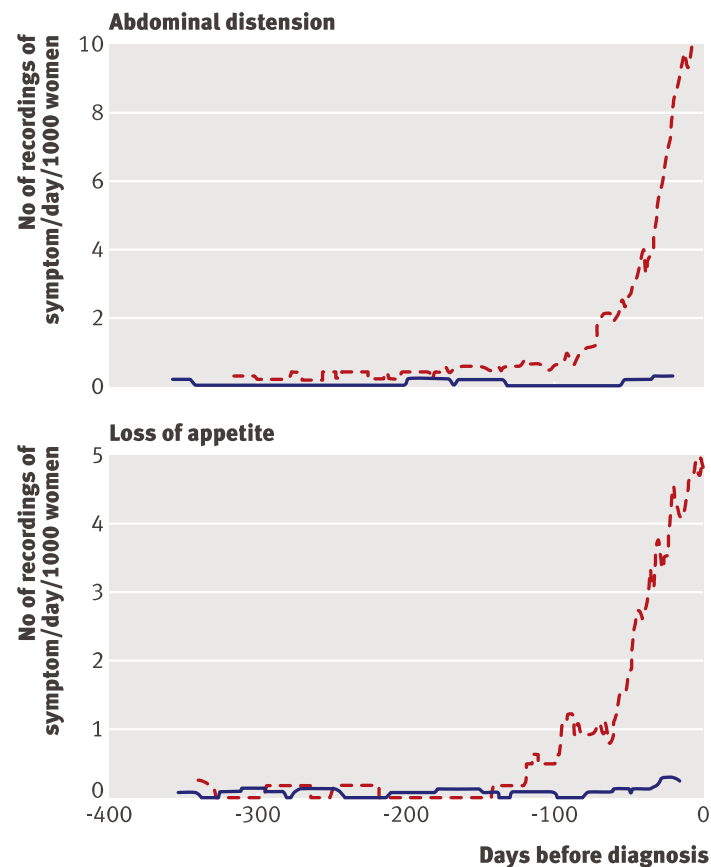 Abdominal distension
No of recordings of
symptom/day/1000 women
10
8
6
4
2
0
Loss of appetite
No of recordings of
symptom/day/1000 women
5
4
3
2
1
0
-400
-300
-200
-100
0
Days before diagnosis